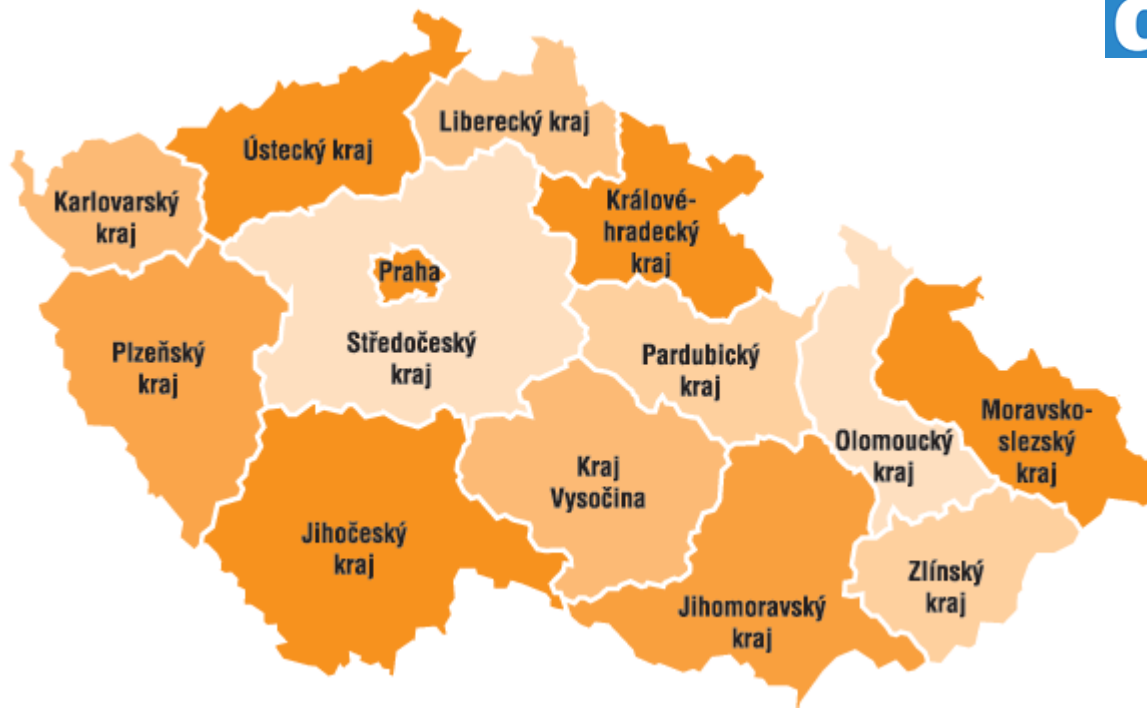 Liberecký kraj
Ústecký kraj
Karlovarský
kraj
Králové-
hradecký
kraj
Praha
Středočeský
kraj
Plzeňský
kraj
Pardubický
kraj
Moravsko-
slezský
kraj
Olomoucký
kraj
Kraj
Vysočina
Jihočeský
kraj
Zlínský
kraj
Jihomoravský
kraj